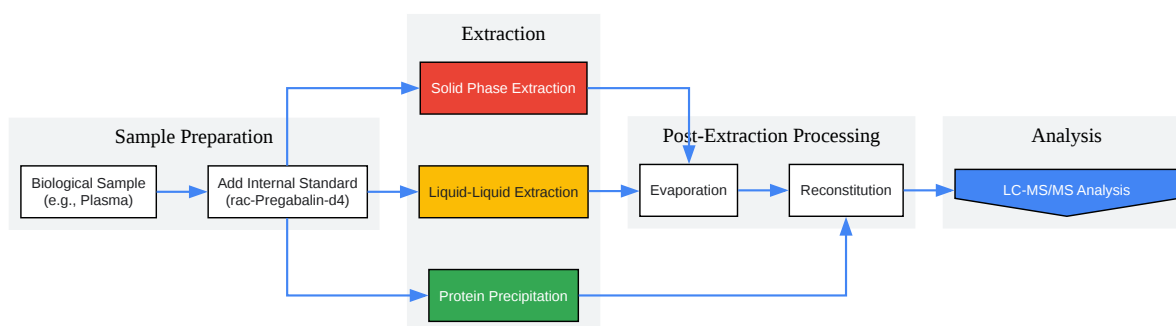 Extraction
Solid Phase Extraction
Sample Preparation
Post-Extraction Processing
Analysis
Biological Sample
(e.g., Plasma)
Add Internal Standard
(rac-Pregabalin-d4)
Liquid-Liquid Extraction
Evaporation
Reconstitution
LC-MS/MS Analysis
Protein Precipitation